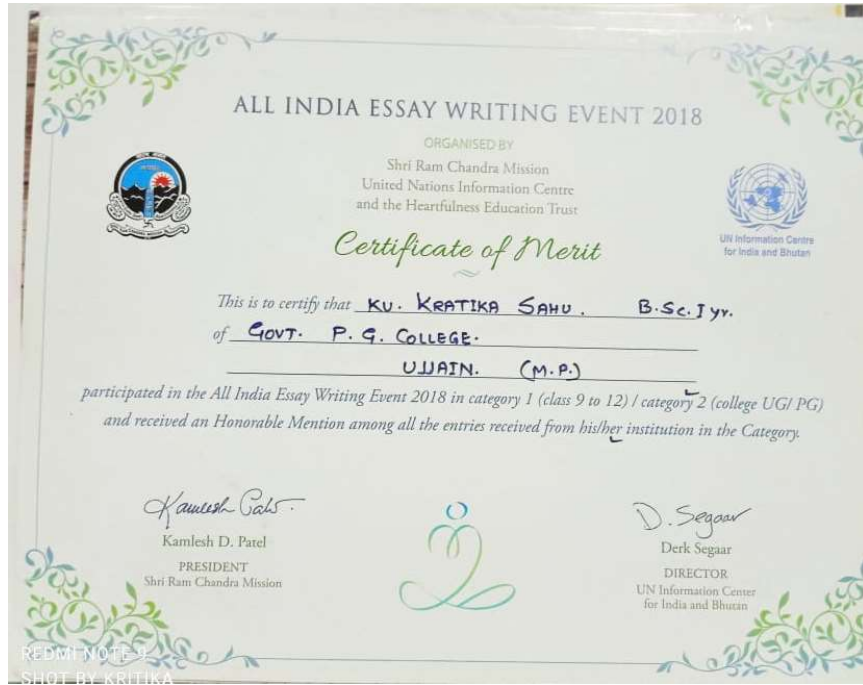 ALL INDIA ESSAY WRITING EVENT 2018
ORGANISED BY
Shri Ram Chandra Mission
United Nations Information Centre
and the Heartfulness Education Trust
UN Information Centre
for India and Bhutan
Certificate of Merit
This is to certify that KU. KRATIKA SAHU. B.Sc. I yr.
of GOVT. P. G. COLLEGE.
UJJAIN. (M.P.)
participated in the All India Essay Writing Event 2018 in category 1 (class 9 to 12) / category 2 (college UG/ PG)
and received an Honorable Mention among all the entries received from his/her institution in the Category.
Kamlesh D. Patel
PRESIDENT
Shri Ram Chandra Mission
D. Segaar
Derk Segaar
DIRECTOR
UN Information Center
for India and Bhutan
REDMI NOTE 9
SHOT BY KRITIKA